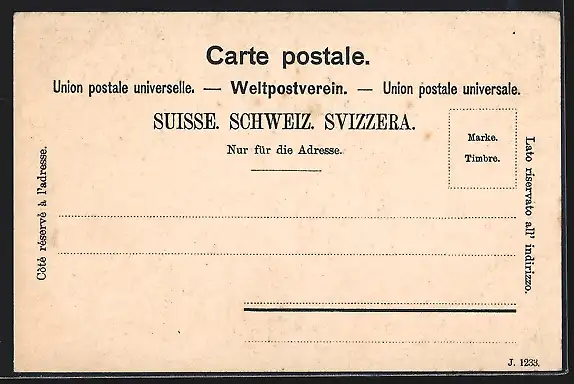 Carte postale.
Union postale universelle. — Weltpostverein. — Union postale universale.
SUISSE. SCHWEIZ. SVIZZERA.
Nur für die Adresse.
Marke.
Timbre.
Côté réservé à l'adresse.
Lato riservato all' indirizzo.
J. 1233.